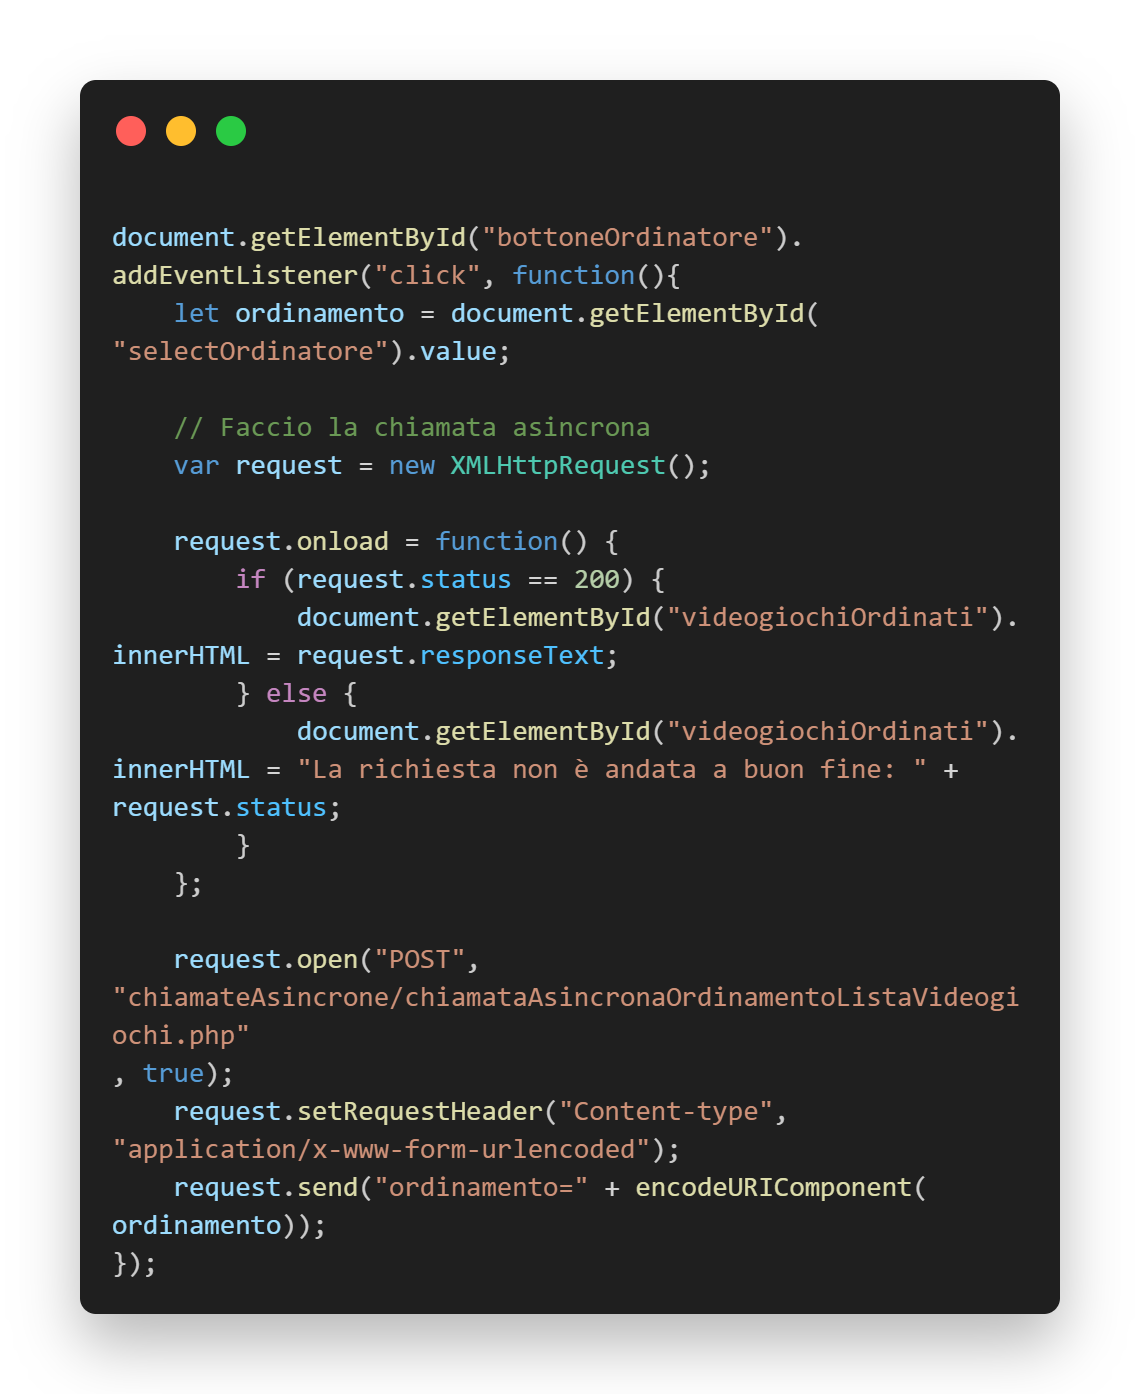 document.getElementById("bottoneOrdinatore").
addEventListener("click", function(){
    let ordinamento = document.getElementById(
"selectOrdinatore").value;

    // Faccio la chiamata asincrona
    var request = new XMLHttpRequest();

    request.onload = function() {
        if (request.status == 200) {
            document.getElementById("videogiochiOrdinati").
innerHTML = request.responseText;
        } else {
            document.getElementById("videogiochiOrdinati").
innerHTML = "La richiesta non è andata a buon fine: " +
request.status;
        }
    };

    request.open("POST",
"chiamateAsincrone/chiamataAsincronaOrdinamentoListaVideogi
ochi.php"
, true);
    request.setRequestHeader("Content-type",
"application/x-www-form-urlencoded");
    request.send("ordinamento=" + encodeURIComponent(
ordinamento));
});